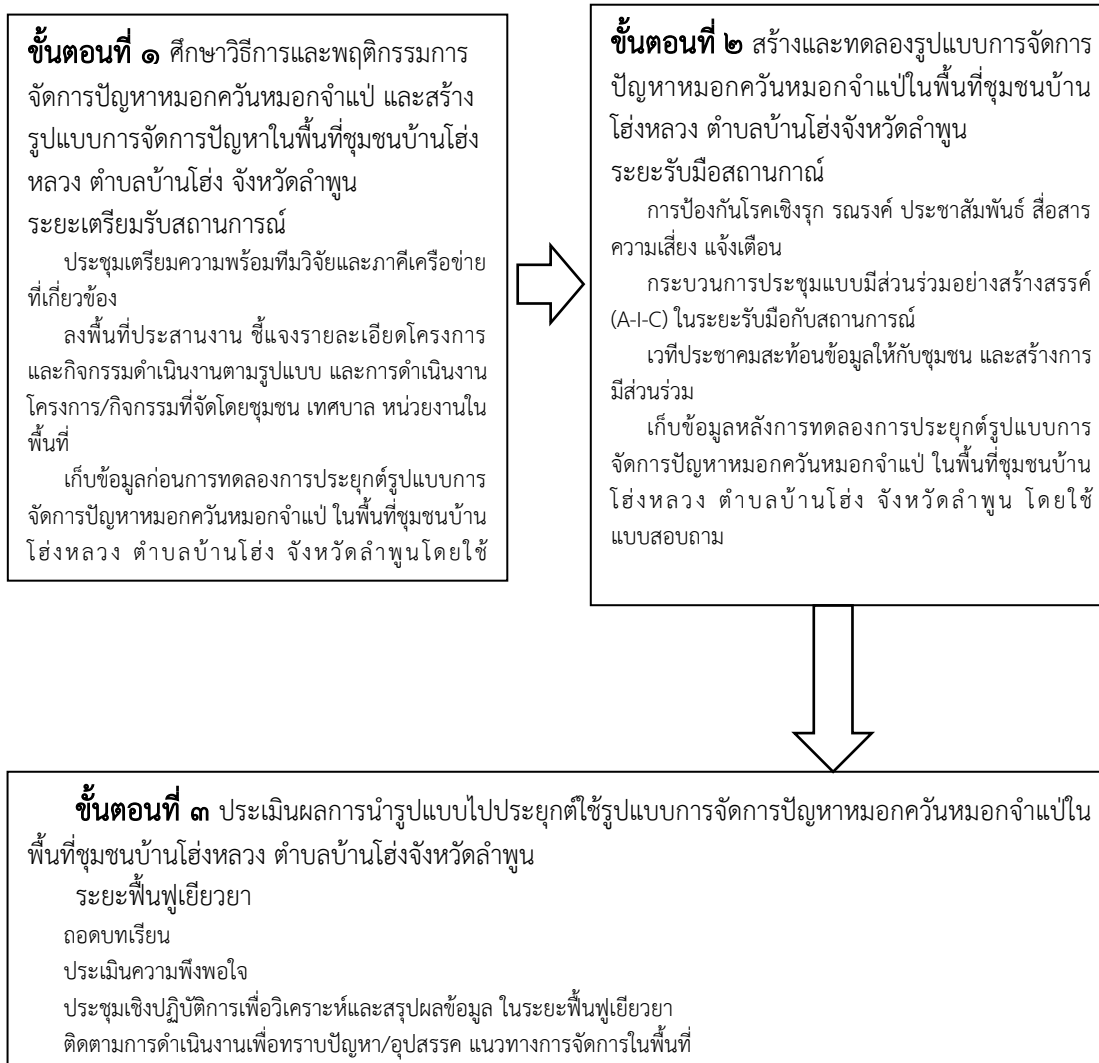 ขั้นตอนที่ ๑ ศึกษาวิธีการและพฤติกรรมการ
จัดการปัญหาหมอกควันหมอกจำแป่ และสร้าง
รูปแบบการจัดการปัญหาในพื้นที่ชุมชนบ้านโฮ่ง
หลวง ตำบลบ้านโฮ่ง จังหวัดลำพูน
ระยะเตรียมรับสถานการณ์
ประชุมเตรียมความพร้อมทีมวิจัยและภาคีเครือข่าย
ที่เกี่ยวข้อง
ลงพื้นที่ประสานงาน ชี้แจงรายละเอียดโครงการ
และกิจกรรมดำเนินงานตามรูปแบบ และการดำเนินงาน
โครงการ/กิจกรรมที่จัดโดยชุมชน เทศบาล หน่วยงานใน
พื้นที่
เก็บข้อมูลก่อนการทดลองการประยุกต์รูปแบบการ
จัดการปัญหาหมอกควันหมอกจำแป่ ในพื้นที่ชุมชนบ้าน
โฮ่งหลวง ตำบลบ้านโฮ่ง จังหวัดลำพูนโดยใช้
ขั้นตอนที่ ๒ สร้างและทดลองรูปแบบการจัดการ
ปัญหาหมอกควันหมอกจำแป่ในพื้นที่ชุมชนบ้าน
โฮ่งหลวง ตำบลบ้านโฮ่งจังหวัดลำพูน
ระยะรับมือสถานกาณ์
การป้องกันโรคเชิงรุก รณรงค์ ประชาสัมพันธ์ สื่อสาร
ความเสี่ยง แจ้งเตือน
กระบวนการประชุมแบบมีส่วนร่วมอย่างสร้างสรรค์
(A-I-C) ในระยะรับมือกับสถานการณ์
เวทีประชาคมสะท้อนข้อมูลให้กับชุมชน และสร้างการ
มีส่วนร่วม
เก็บข้อมูลหลังการทดลองการประยุกต์รูปแบบการ
จัดการปัญหาหมอกควันหมอกจำแป่ ในพื้นที่ชุมชนบ้าน
โฮ่งหลวง ตำบลบ้านโฮ่ง จังหวัดลำพูน โดยใช้
แบบสอบถาม
ขั้นตอนที่ ๓ ประเมินผลการนำรูปแบบไปประยุกต์ใช้รูปแบบการจัดการปัญหาหมอกควันหมอกจำแป่ใน
พื้นที่ชุมชนบ้านโฮ่งหลวง ตำบลบ้านโฮ่งจังหวัดลำพูน
ระยะฟื้นฟูเยียวยา
ถอดบทเรียน
ประเมินความพึงพอใจ
ประชุมเชิงปฏิบัติการเพื่อวิเคราะห์และสรุปผลข้อมูล ในระยะฟื้นฟูเยียวยา
ติดตามการดำเนินงานเพื่อทราบปัญหา/อุปสรรค แนวทางการจัดการในพื้นที่